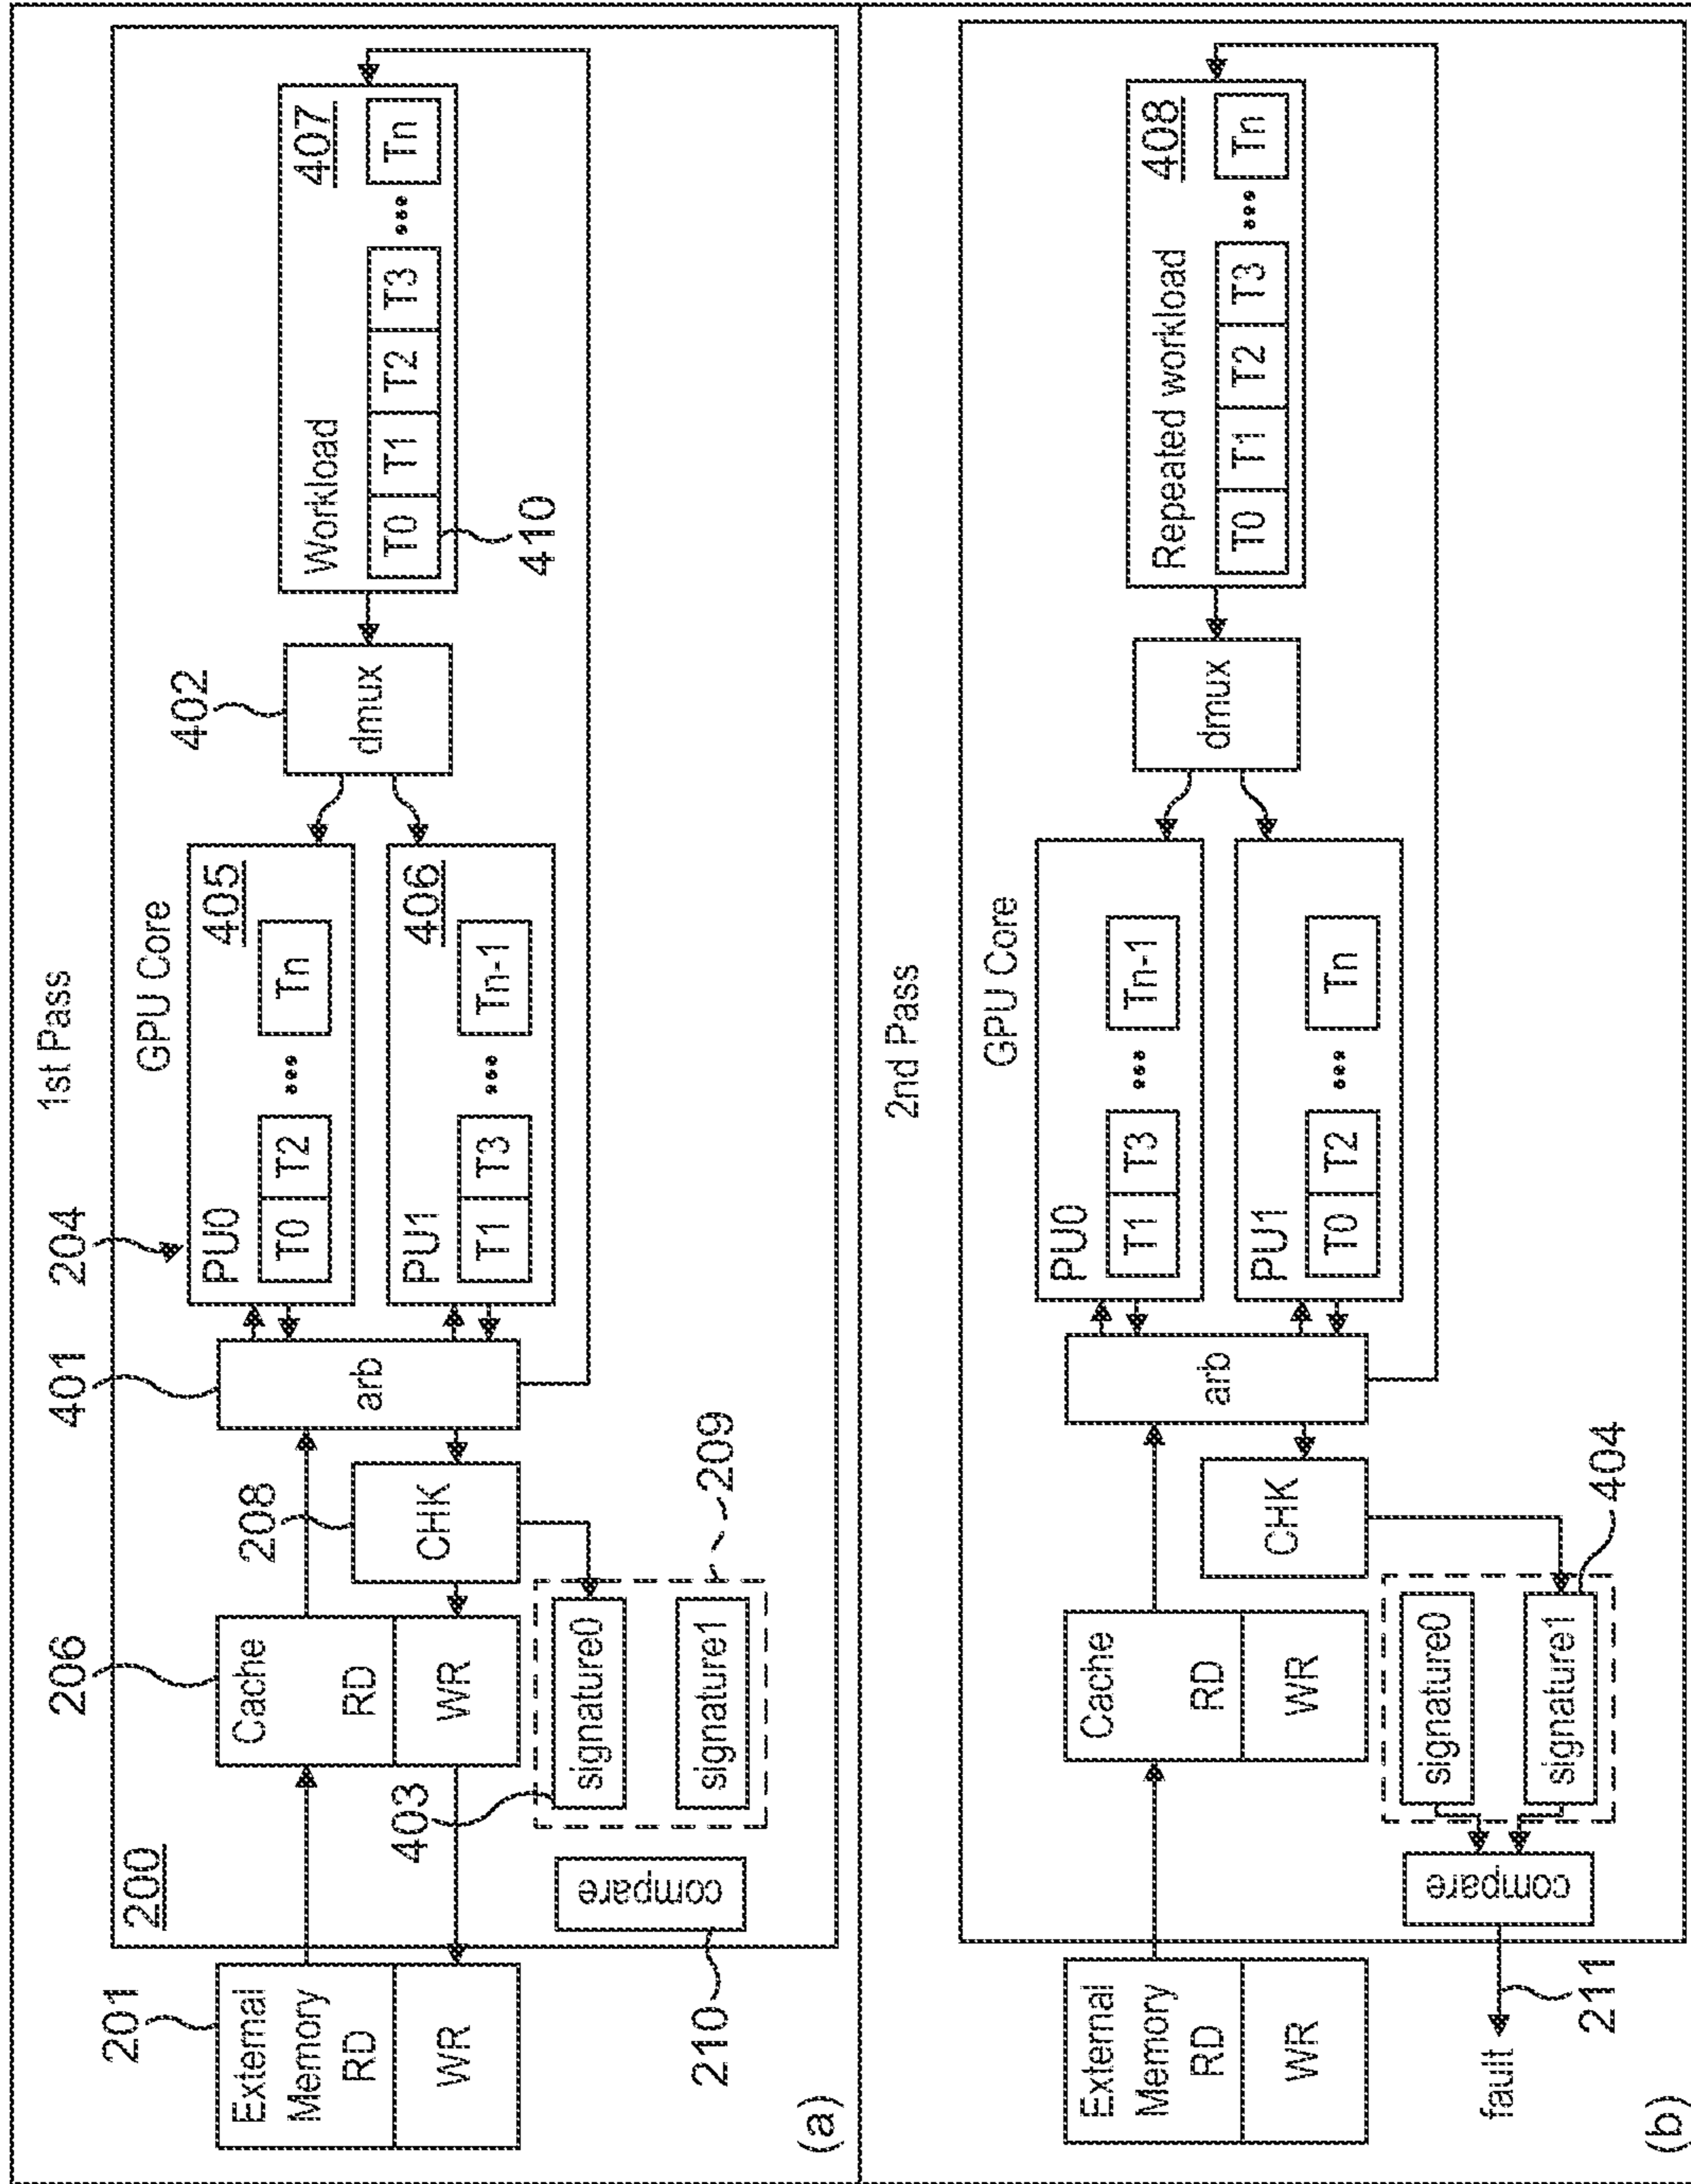 1st Pass
200
GPU Core
201
External
Memory
RD
WR
206
Cache
RD
WR
208
CHK
401
arb
204
PU0
405
T0 T2 ••• Tn
PU1
406
T1 T3 ••• Tn-1
402
dmux
Workload
407
T0 T1 T2 T3 ••• Tn
410
403
signature0
signature1
209
compare
210
(a)
2nd Pass
GPU Core
External
Memory
RD
WR
Cache
RD
WR
CHK
arb
PU0
T1 T3 ••• Tn-1
PU1
T0 T2 ••• Tn
dmux
Repeated workload
408
T0 T1 T2 T3 ••• Tn
signature0
signature1
404
compare
fault
211
(b)